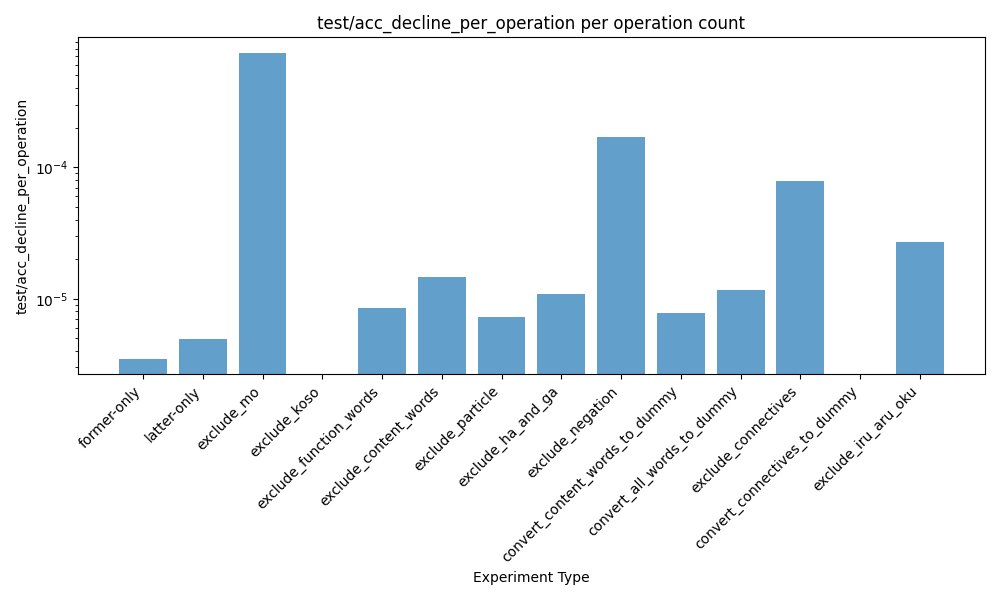 test/acc_decline_per_operation per operation count
test/acc_decline_per_operation
10⁻⁴
10⁻⁵
former-only
latter-only
exclude_mo
exclude_koso
exclude_function_words
exclude_content_words
exclude_particle
exclude_ha_and_ga
exclude_negation
convert_content_words_to_dummy
convert_all_words_to_dummy
exclude_connectives
convert_connectives_to_dummy
exclude_iru_aru_oku
Experiment Type